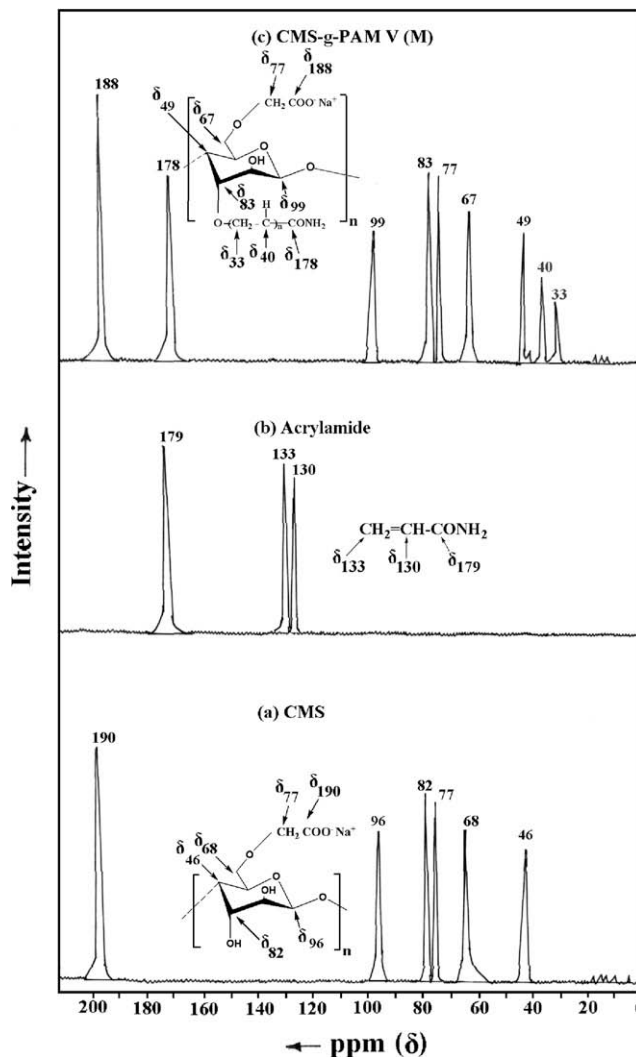 (c) CMS-g-PAM V (M)
δ77 δ188
188
CH2 COO-Na+
δ49
δ67
O
O
178
OH
O
83
77
δ83
H
δ99
67
n
O-(CH2-C)n-CONH2
99
49
δ33 δ40 δ178
40
33
(b) Acrylamide
179
133
130
CH2=CH-CONH2
δ133 δ130 δ179
Intensity
(a) CMS
190
δ77 δ190
82
77
CH2 COO-Na+
δ68
O
96
68
46
δ46
O
OH
O
OH
δ82
δ96
n
200 180 160 140 120 100 80 60 40 20 0
ppm (δ)